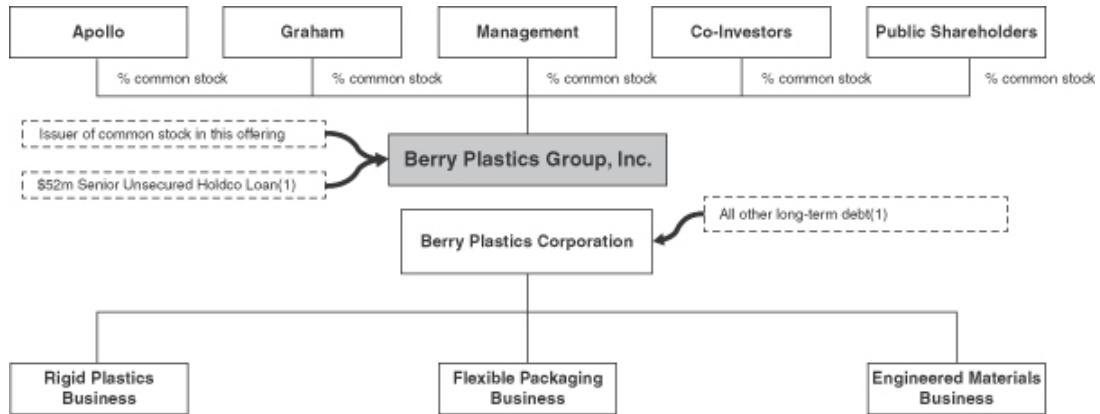 Apollo
Graham
Management
Co-Investors
Public Shareholders
% common stock
% common stock
% common stock
% common stock
% common stock
Issuer of common stock in this offering
Berry Plastics Group, Inc.
$52m Senior Unsecured Holdco Loan(1)
All other long-term debt(1)
Berry Plastics Corporation
Rigid Plastics
Business
Flexible Packaging
Business
Engineered Materials
Business